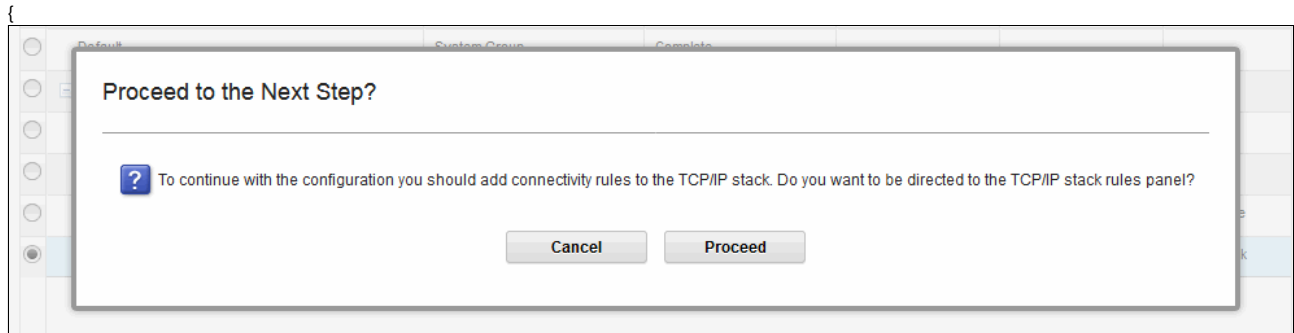 {
Default System Group Complete
Proceed to the Next Step?
? To continue with the configuration you should add connectivity rules to the TCP/IP stack. Do you want to be directed to the TCP/IP stack rules panel?
Cancel Proceed